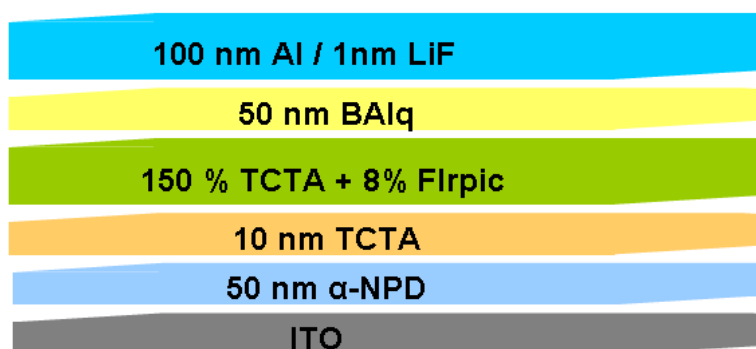 100 nm Al / 1nm LiF
50 nm BAlq
150 % TCTA + 8% FIrpic
10 nm TCTA
50 nm α-NPD
ITO